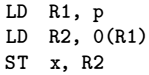 LD R1, p
LD R2, 0(R1)
ST x, R2